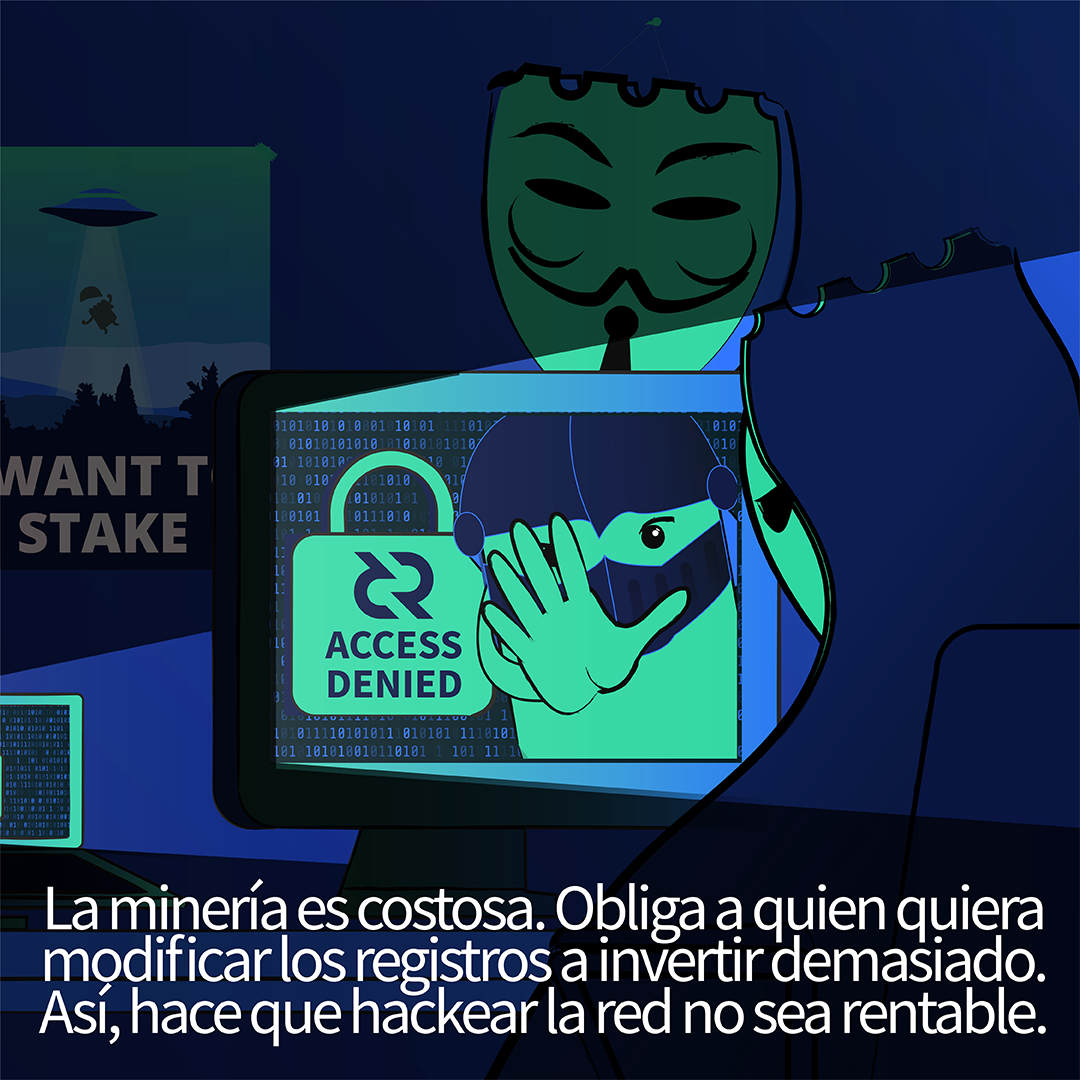 WANT T
STAKE
ACCESS
DENIED
La minería es costosa. Obliga a quien quiera
modificar los registros a invertir demasiado.
Así, hace que hackear la red no sea rentable.